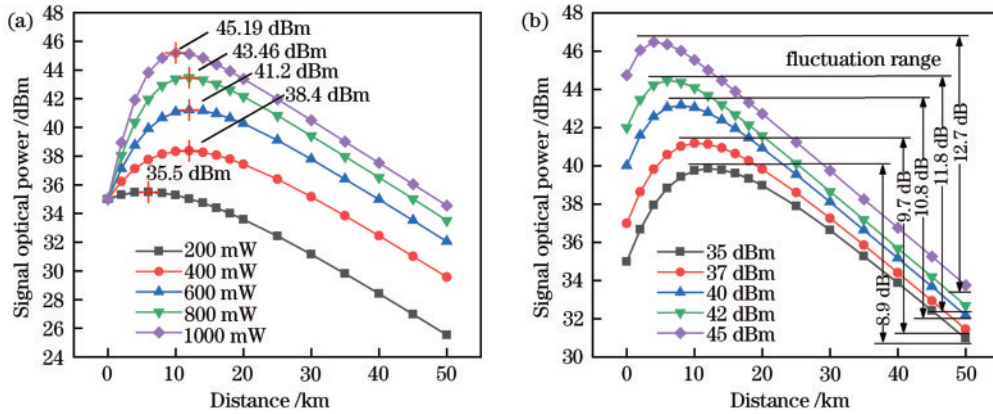 (a)
Signal optical power /dBm
48
46
44
42
40
38
36
34
32
30
28
26
24
45.19 dBm
43.46 dBm
41.2 dBm
38.4 dBm
35.5 dBm
200 mW
400 mW
600 mW
800 mW
1000 mW
0 10 20 30 40 50
Distance /km
(b)
Signal optical power /dBm
48
46
44
42
40
38
36
34
32
30
fluctuation range
8.9 dB
9.7 dB
10.8 dB
11.8 dB
12.7 dB
35 dBm
37 dBm
40 dBm
42 dBm
45 dBm
0 10 20 30 40 50
Distance /km